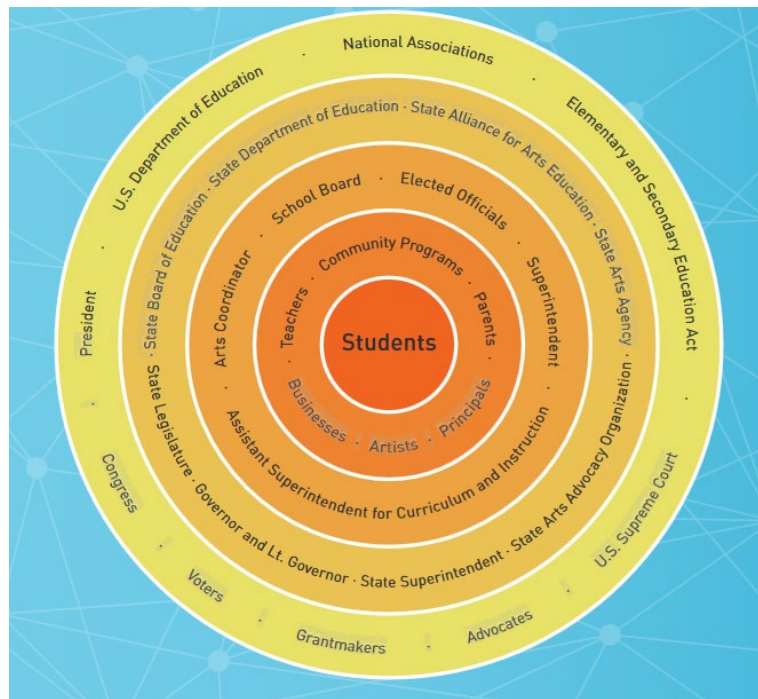 National Associations
·
Elementary and Secondary Education Act
·
U.S. Supreme Court
·
Advocates
·
Grantmakers
·
Voters
·
Congress
·
President
·
U.S. Department of Education
·
State Department of Education · State Alliance for Arts Education · State Arts Agency ·
State Arts Advocacy Organization · State Superintendent · Governor and Lt. Governor · State Legislature
· State Board of Education ·
School Board · Elected Officials · Superintendent ·
Assistant Superintendent for Curriculum and Instruction
· Arts Coordinator ·
Community Programs · Parents ·
Principals · Artists · Businesses
· Teachers ·
Students